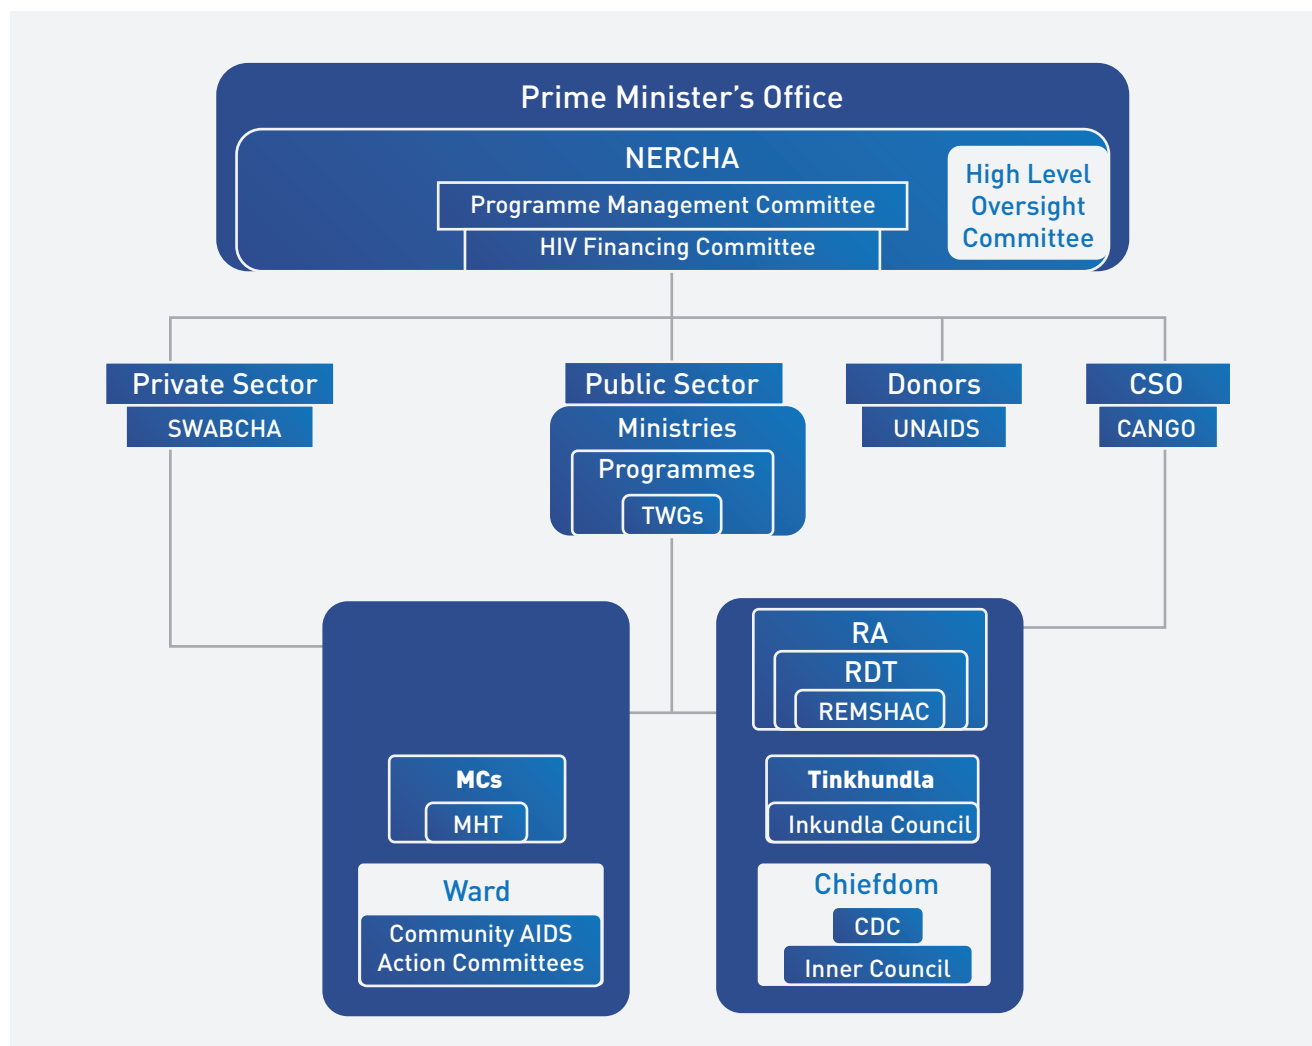 Prime Minister’s Office
NERCHA
Programme Management Committee
HIV Financing Committee
High Level
Oversight
Committee
Private Sector
SWABCHA
Public Sector
Ministries
Programmes
TWGs
Donors
UNAIDS
CSO
CANGO
MCs
MHT
Ward
Community AIDS
Action Committees
RA
RDT
REMSHAC
Tinkhundla
Inkundla Council
Chiefdom
CDC
Inner Council